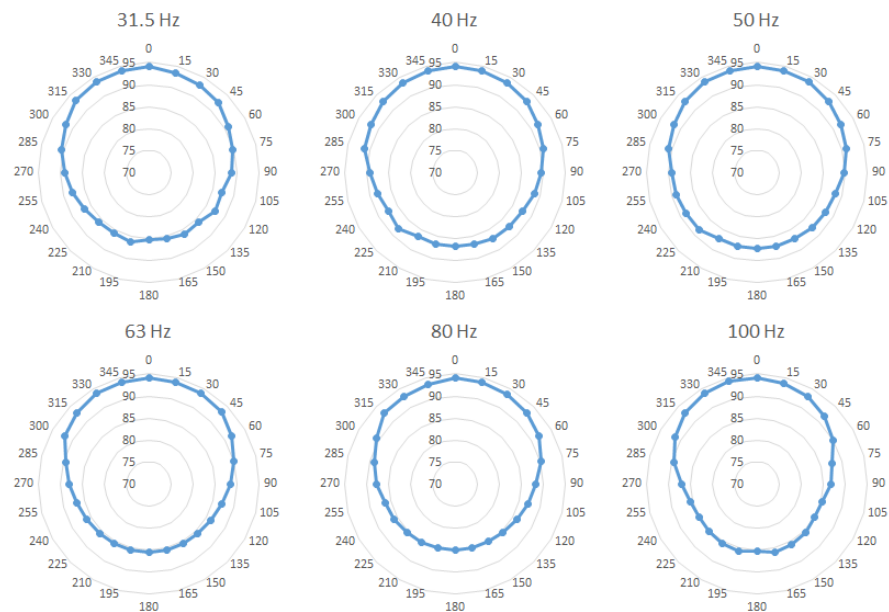 31.5 Hz 40 Hz 50 Hz
0 0 0
345 95 15 345 95 15 345 95 15
330 90 30 330 90 30 330 90 30
315 85 45 315 85 45 315 85 45
300 80 60 300 80 60 300 80 60
285 75 75 285 75 75 285 75 75
270 70 90 270 70 90 270 70 90
255 105 255 105 255 105
240 120 240 120 240 120
225 135 225 135 225 135
210 150 210 150 210 150
195 165 195 165 195 165
180 180 180
63 Hz 80 Hz 100 Hz
0 0 0
345 95 15 345 95 15 345 95 15
330 90 30 330 90 30 330 90 30
315 85 45 315 85 45 315 85 45
300 80 60 300 80 60 300 80 60
285 75 75 285 75 75 285 75 75
270 70 90 270 70 90 270 70 90
255 105 255 105 255 105
240 120 240 120 240 120
225 135 225 135 225 135
210 150 210 150 210 150
195 165 195 165 195 165
180 180 180